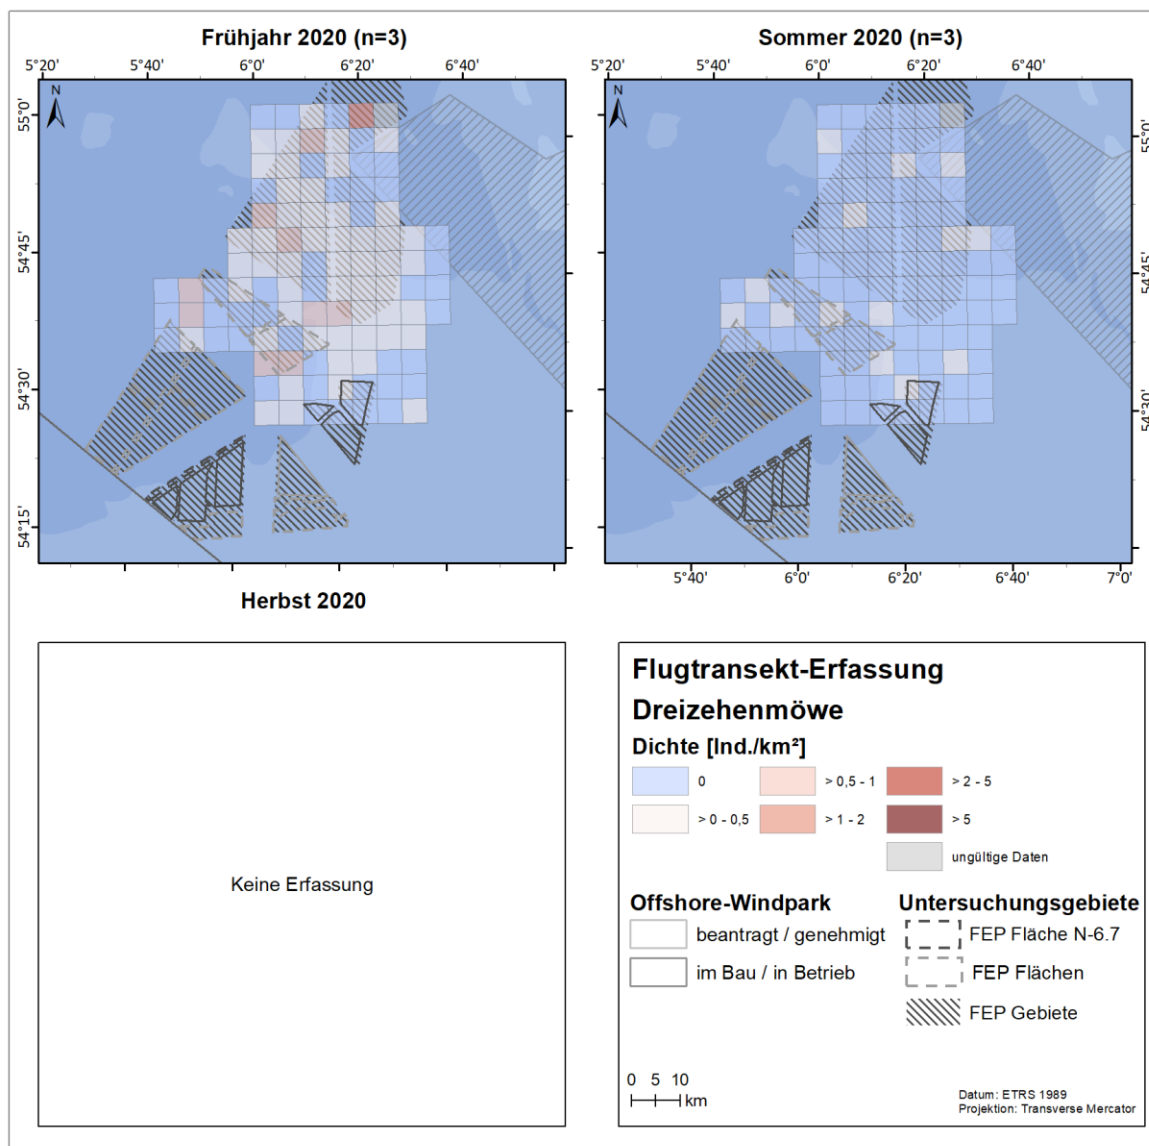 Frühjahr 2020 (n=3)
5°20' 5°40' 6°0' 6°20' 6°40'
N
55°0'
54°45'
54°30'
54°15'
Sommer 2020 (n=3)
5°20' 5°40' 6°0' 6°20' 6°40'
N
55°0'
54°45'
54°30'
5°40' 6°0' 6°20' 6°40' 7°0'
Herbst 2020
Keine Erfassung
Flugtransekt-Erfassung
Dreizehenmöwe
Dichte [Ind./km²]
0 > 0,5 - 1 > 2 - 5
> 0 - 0,5 > 1 - 2 > 5
ungültige Daten
Offshore-Windpark
beantragt / genehmigt
im Bau / in Betrieb
Untersuchungsgebiete
FEP Fläche N-6.7
FEP Flächen
FEP Gebiete
0 5 10
km
Datum: ETRS 1989
Projektion: Transverse Mercator